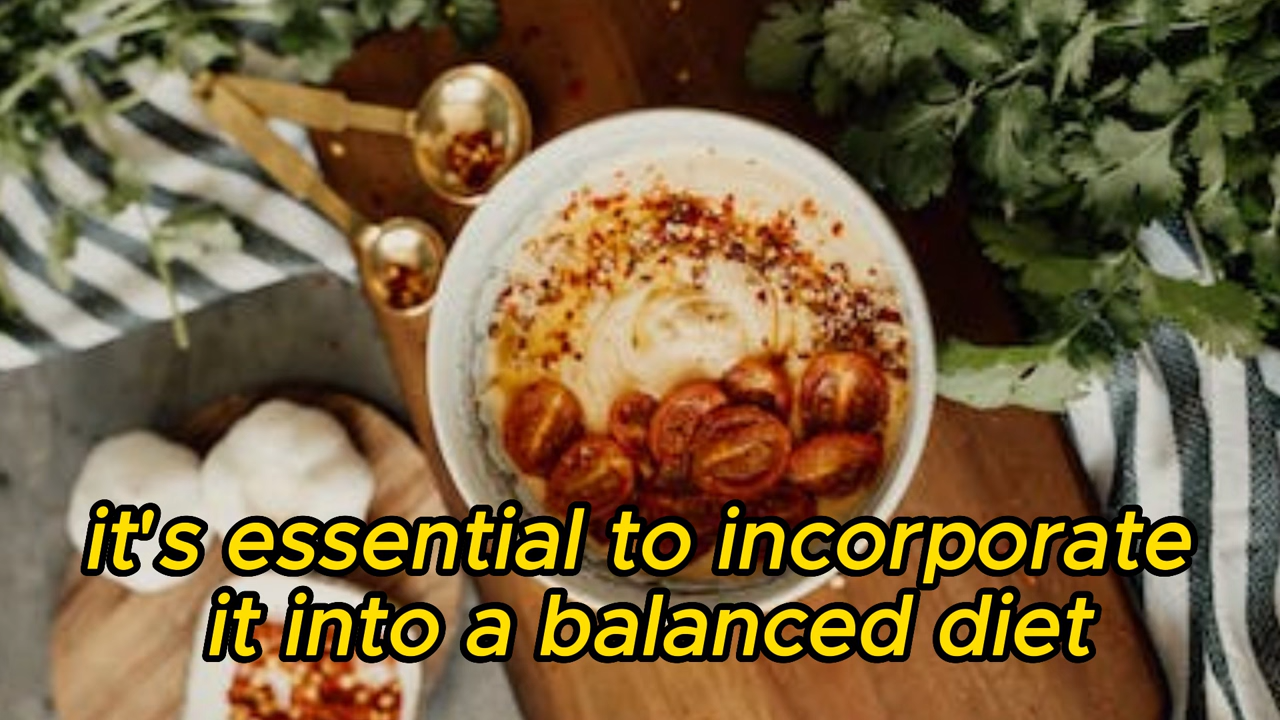 it's essential to incorporate
it into a balanced diet